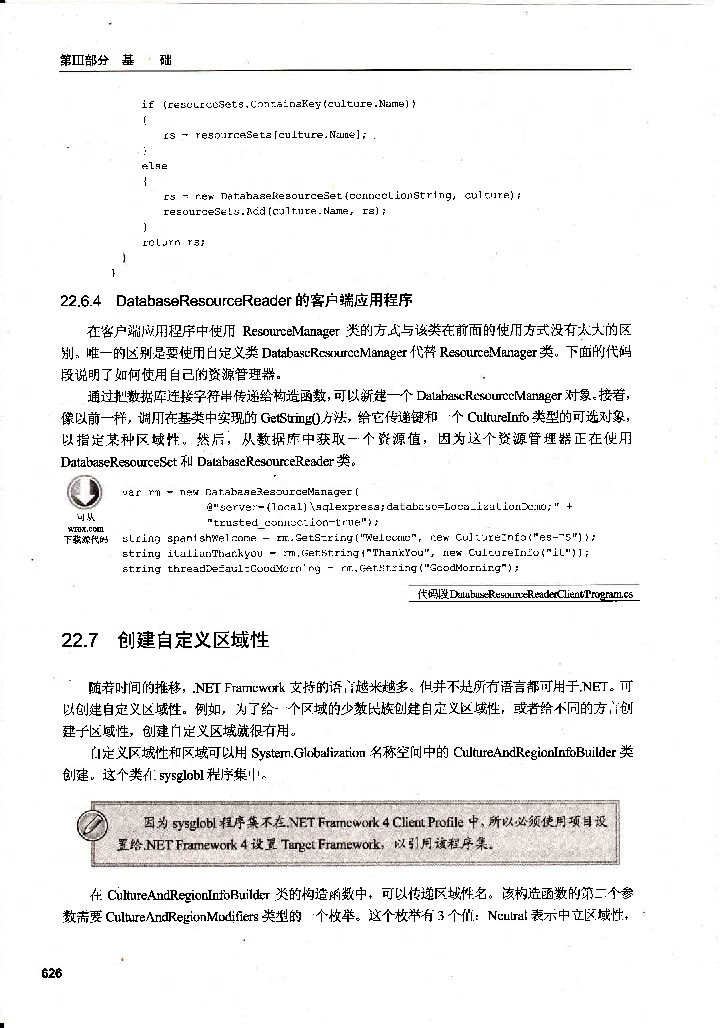 第III部分 基 础
if (resourceSets.ContainsKey(culture.Name))
{
rs = resourceSets[culture.Name];
}
else
{
rs = new DatabaseResourceSet(connectionString, culture);
resourceSets.Add(culture.Name, rs);
}
return rs;
}
}
22.6.4 DatabaseResourceReader 的客户端应用程序
在客户端应用程序中使用 ResourceManager 类的方式与该类在前面的使用方式没有太大的区
别。唯一的区别是要使用自定义类 DatabaseResourceManager 代替 ResourceManager 类。下面的代码
段说明了如何使用自己的资源管理器。
通过把数据库连接字符串传递给构造函数,可以新建一个 DatabaseResourceManager 对象。接着,
像以前一样,调用在基类中实现的 GetString()方法,给它传递键和一个 CultureInfo 类型的可选对象,
以指定某种区域性。然后,从数据库中获取一个资源值,因为这个资源管理器正在使用
DatabaseResourceSet 和 DatabaseResourceReader 类。
var rm = new DatabaseResourceManager(
@"server=(local)\sqlexpress;database=LocalizationDemo;" +
"trusted_connection=true");
string spanishWelcome = rm.GetString("Welcome", new CultureInfo("es-ES"));
string italianThankyou = rm.GetString("ThankYou", new CultureInfo("it"));
string threadDefaultGoodMorning = rm.GetString("GoodMorning");
可从
wrox.com
下载源代码
代码段 DatabaseResourceReaderClient/Program.cs
22.7 创建自定义区域性
随着时间的推移,.NET Framework 支持的语言越来越多。但并不是所有语言都可用于.NET。可
以创建自定义区域性。例如,为了给一个区域的少数民族创建自定义区域性,或者给不同的方言创
建子区域性,创建自定义区域就很有用。
自定义区域性和区域可以用 System.Globalization 名称空间中的 CultureAndRegionInfoBuilder 类
创建。这个类在 sysglobl 程序集中。
因为 sysglobl 程序集不在.NET Framework 4 Client Profile 中,所以必须使用项目设
置给.NET Framework 4 设置 Target Framework,以引用该程序集。
在 CultureAndRegionInfoBuilder 类的构造函数中,可以传递区域性名。该构造函数的第二个参
数需要 CultureAndRegionModifiers 类型的一个枚举。这个枚举有 3 个值:Neutral 表示中立区域性,
626